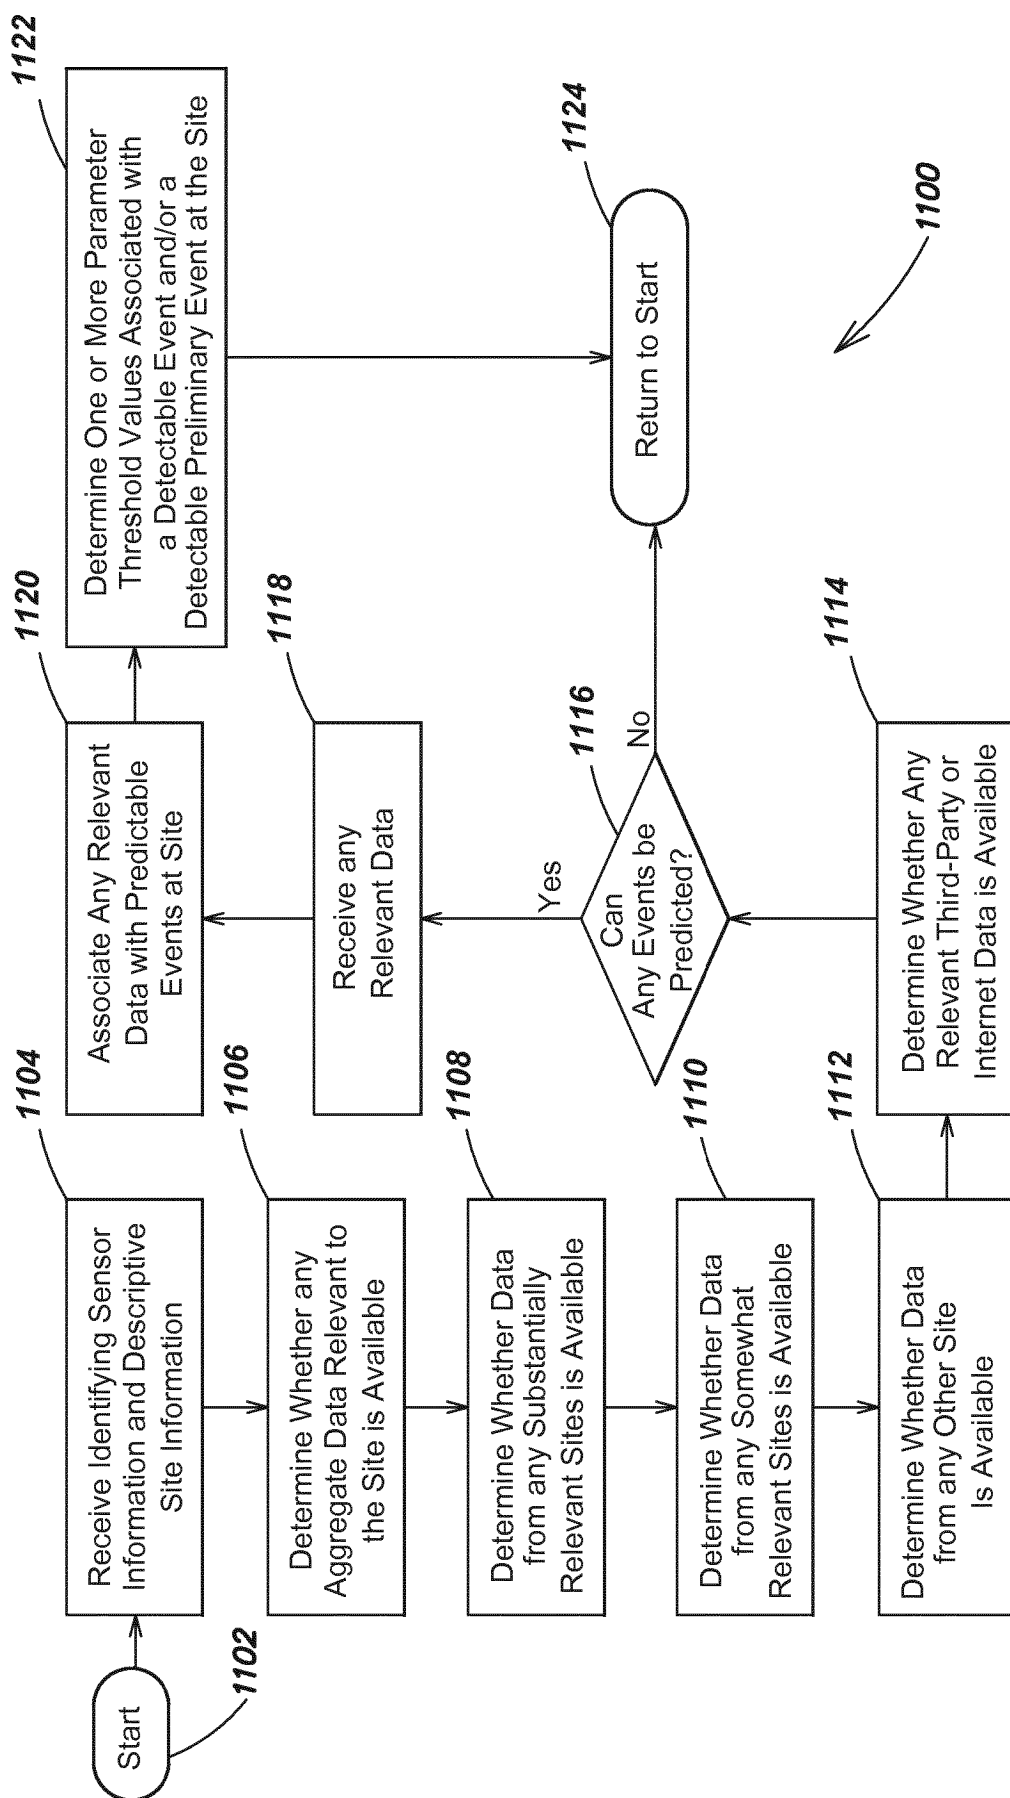 1102
Start
1104
Receive Identifying Sensor
Information and Descriptive
Site Information
1106
Determine Whether any
Aggregate Data Relevant to
the Site is Available
1108
Determine Whether Data
from any Substantially
Relevant Sites is Available
1110
Determine Whether Data
from any Somewhat
Relevant Sites is Available
1112
Determine Whether Data
from any Other Site
Is Available
1114
Determine Whether Any
Relevant Third-Party or
Internet Data is Available
1116
Can
Any Events be
Predicted?
Yes
No
1118
Receive any
Relevant Data
1120
Associate Any Relevant
Data with Predictable
Events at Site
1122
Determine One or More Parameter
Threshold Values Associated with
a Detectable Event and/or a
Detectable Preliminary Event at the Site
1124
Return to Start
1100